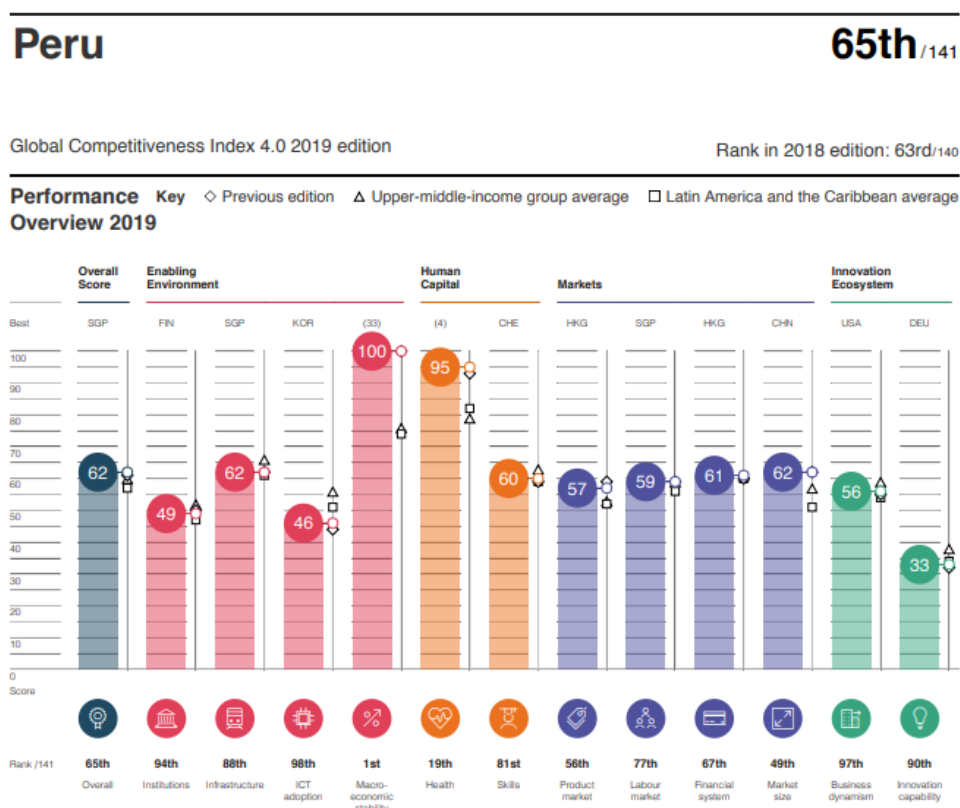 Peru
65th/141
Global Competitiveness Index 4.0 2019 edition
Rank in 2018 edition: 63rd/140
Performance Key ◇ Previous edition △ Upper-middle-income group average □ Latin America and the Caribbean average
Overview 2019
Overall Score
Enabling Environment
Human Capital
Markets
Innovation Ecosystem
Best SGP FIN SGP KOR (33) (4) CHE HKG SGP HKG CHN USA DEU
100
90
80
70
60
50
40
30
20
10
0
Score
62 49 62 46 100 95 60 57 59 61 62 56 33
Rank /141 65th 94th 88th 98th 1st 19th 81st 56th 77th 67th 49th 97th 90th
Overall
Institutions
Infrastructure
ICT adoption
Macro-economic stability
Health
Skills
Product market
Labour market
Financial system
Market size
Business dynamism
Innovation capability